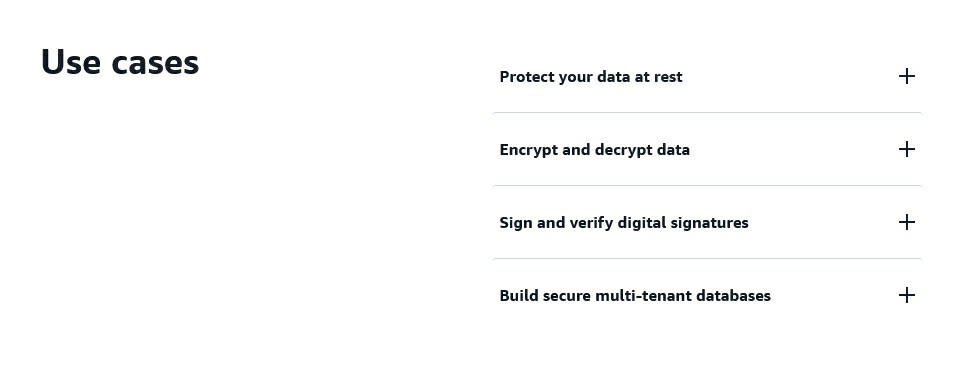 Use cases
Protect your data at rest
Encrypt and decrypt data
Sign and verify digital signatures
Build secure multi-tenant databases